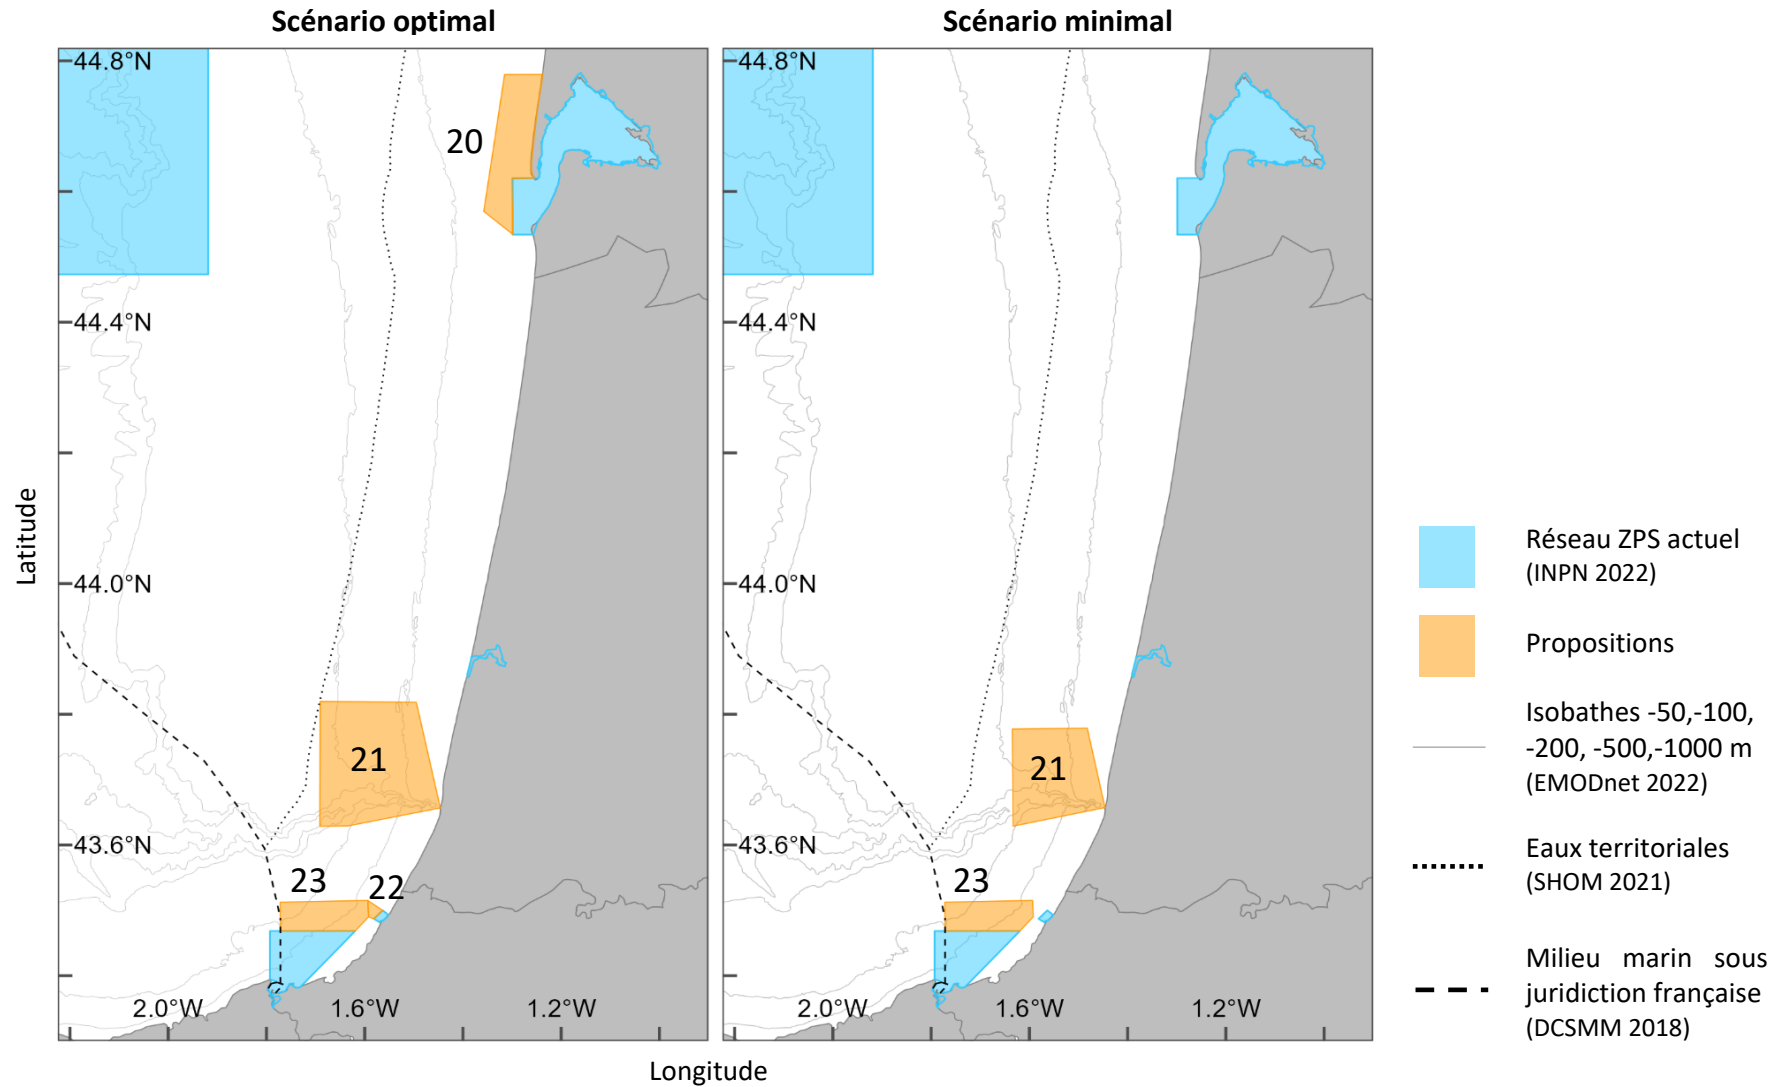 Scénario optimal
Scénario minimal
44.8°N
20
44.4°N
44.0°N
21
43.6°N
23
22
2.0°W
1.6°W
1.2°W
44.8°N
44.4°N
44.0°N
21
43.6°N
23
2.0°W
1.6°W
1.2°W
Latitude
Longitude
Réseau ZPS actuel
(INPN 2022)
Propositions
Isobathes -50,-100,
-200, -500,-1000 m
(EMODnet 2022)
Eaux territoriales
(SHOM 2021)
Milieu marin sous
juridiction française
(DCSMM 2018)